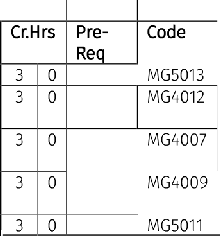 Cr.Hrs Pre-Req Code
3 0 MG5013
3 0 MG4012
3 0 MG4007
3 0 MG4009
3 0 MG5011